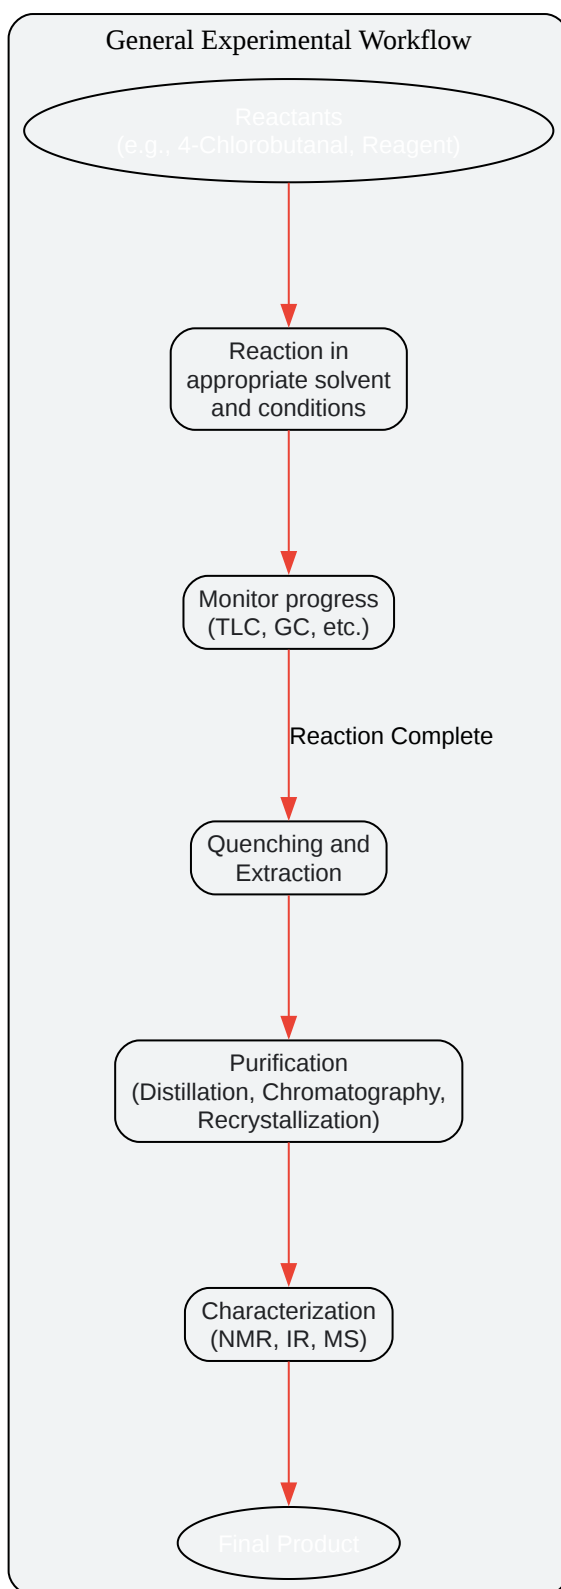 General Experimental Workflow
Reactants
(e.g., 4-Chlorobutanal, Reagent)
Reaction in
appropriate solvent
and conditions
Monitor progress
(TLC, GC, etc.)
Reaction Complete
Quenching and
Extraction
Purification
(Distillation, Chromatography,
Recrystallization)
Characterization
(NMR, IR, MS)
Final Product